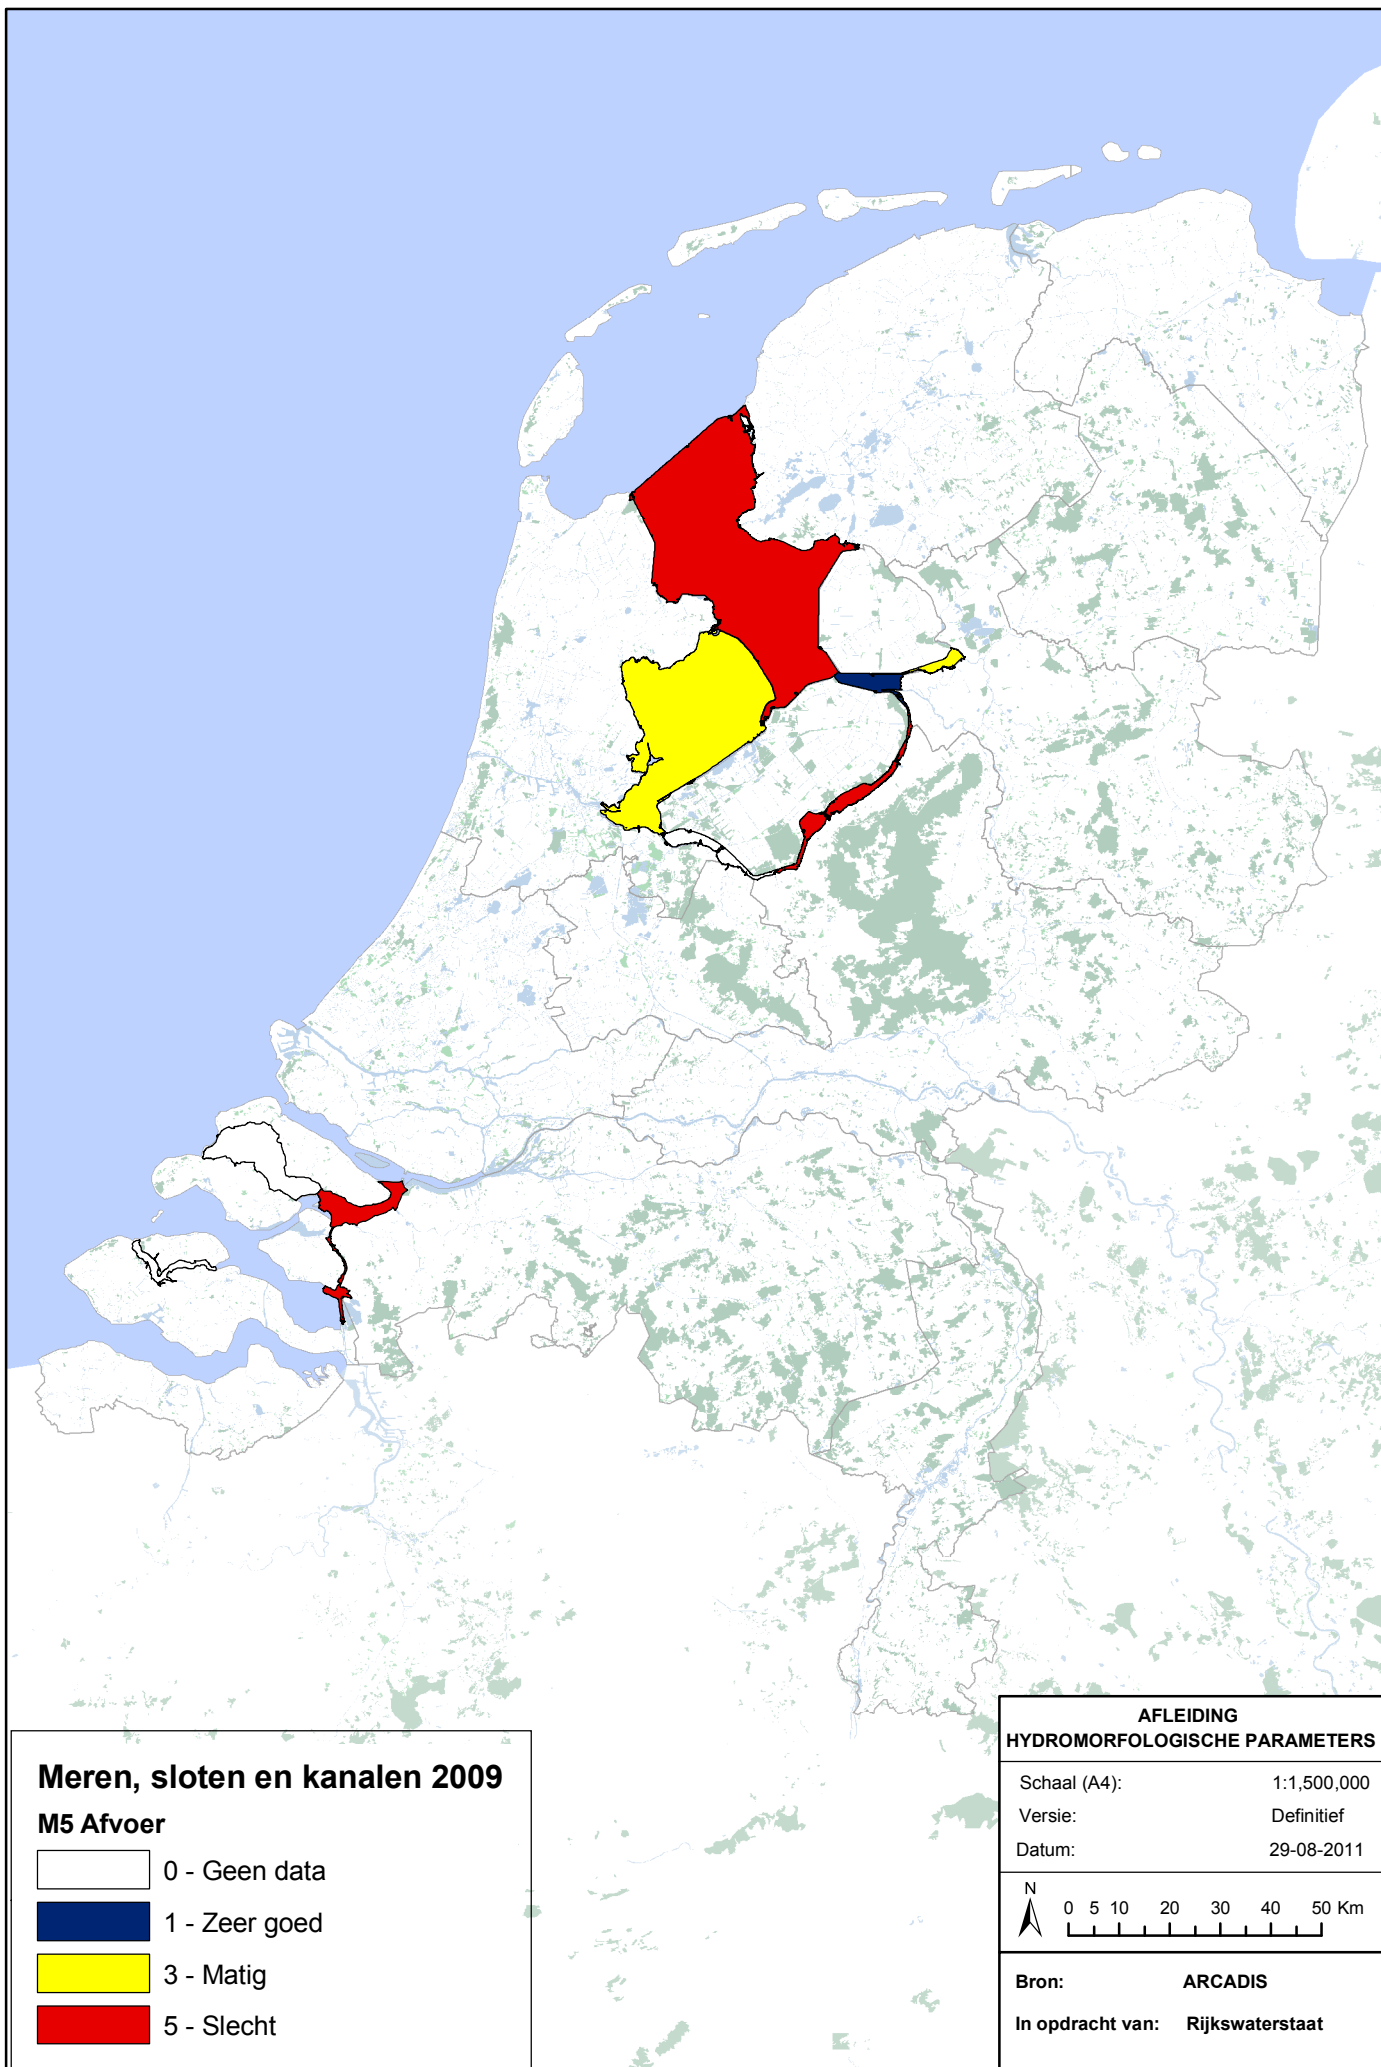 Meren, sloten en kanalen 2009
M5 Afvoer
0 - Geen data
1 - Zeer goed
3 - Matig
5 - Slecht
AFLEIDING
HYDROMORFOLOGISCHE PARAMETERS
Schaal (A4): 1:1,500,000
Versie: Definitief
Datum: 29-08-2011
N
0 5 10 20 30 40 50 Km
Bron: ARCADIS
In opdracht van: Rijkswaterstaat